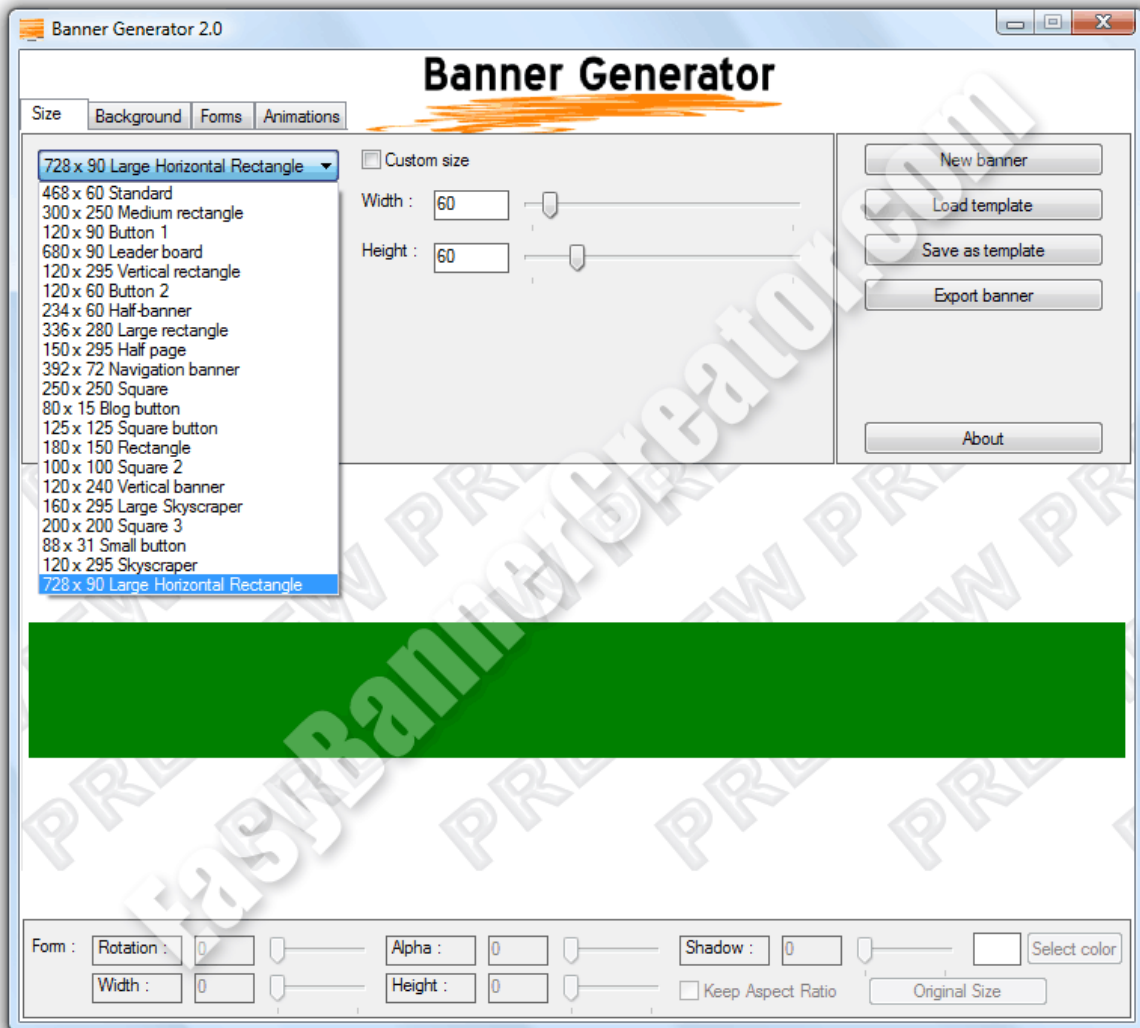 Banner Generator 2.0
Banner Generator
Size Background Forms Animations
728 x 90 Large Horizontal Rectangle
468 x 60 Standard
300 x 250 Medium rectangle
120 x 90 Button 1
680 x 90 Leader board
120 x 295 Vertical rectangle
120 x 60 Button 2
234 x 60 Half-banner
336 x 280 Large rectangle
150 x 295 Half page
392 x 72 Navigation banner
250 x 250 Square
80 x 15 Blog button
125 x 125 Square button
180 x 150 Rectangle
100 x 100 Square 2
120 x 240 Vertical banner
160 x 295 Large Skyscraper
200 x 200 Square 3
88 x 31 Small button
120 x 295 Skyscraper
728 x 90 Large Horizontal Rectangle
Custom size
Width : 60
Height : 60
New banner
Load template
Save as template
Export banner
About
PREVIEW PREVIEW PREVIEW
EasyBannerCreator.com
Form : Rotation : 0 Alpha : 0 Shadow : 0 Select color
Width : 0 Height : 0 Keep Aspect Ratio Original Size